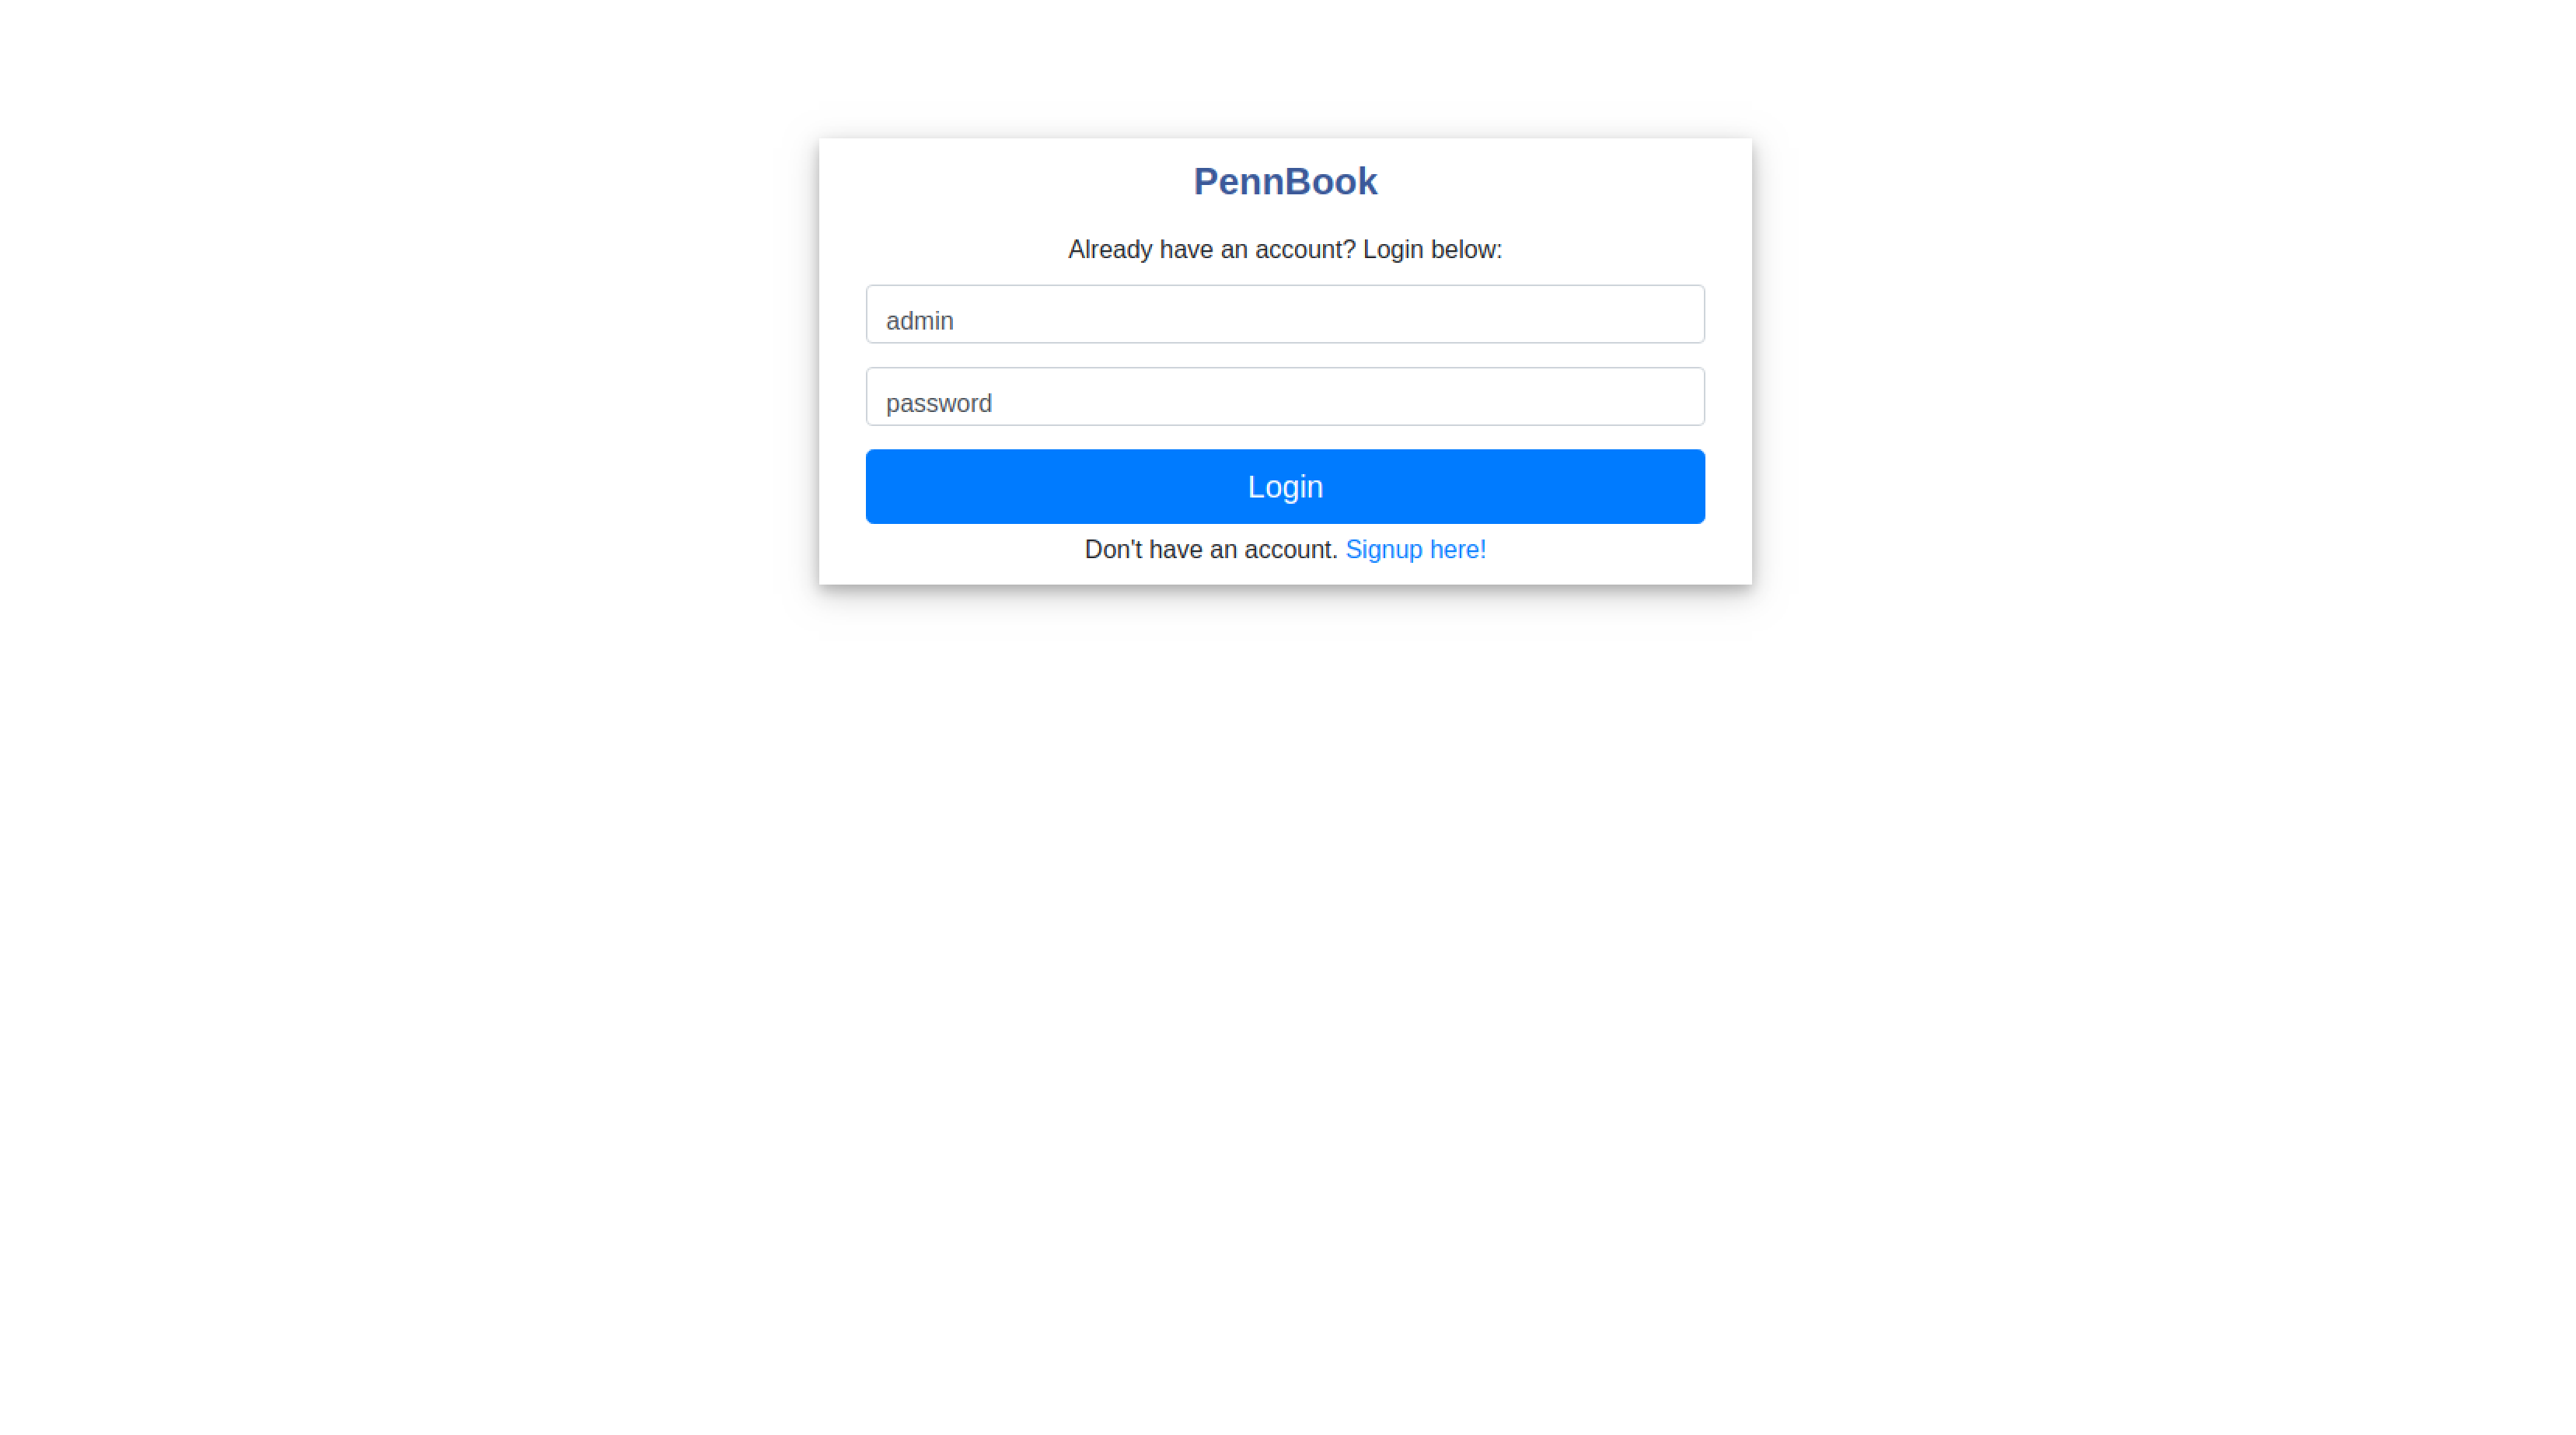 PennBook
Already have an account? Login below:
admin
password
Login
Don't have an account. Signup here!